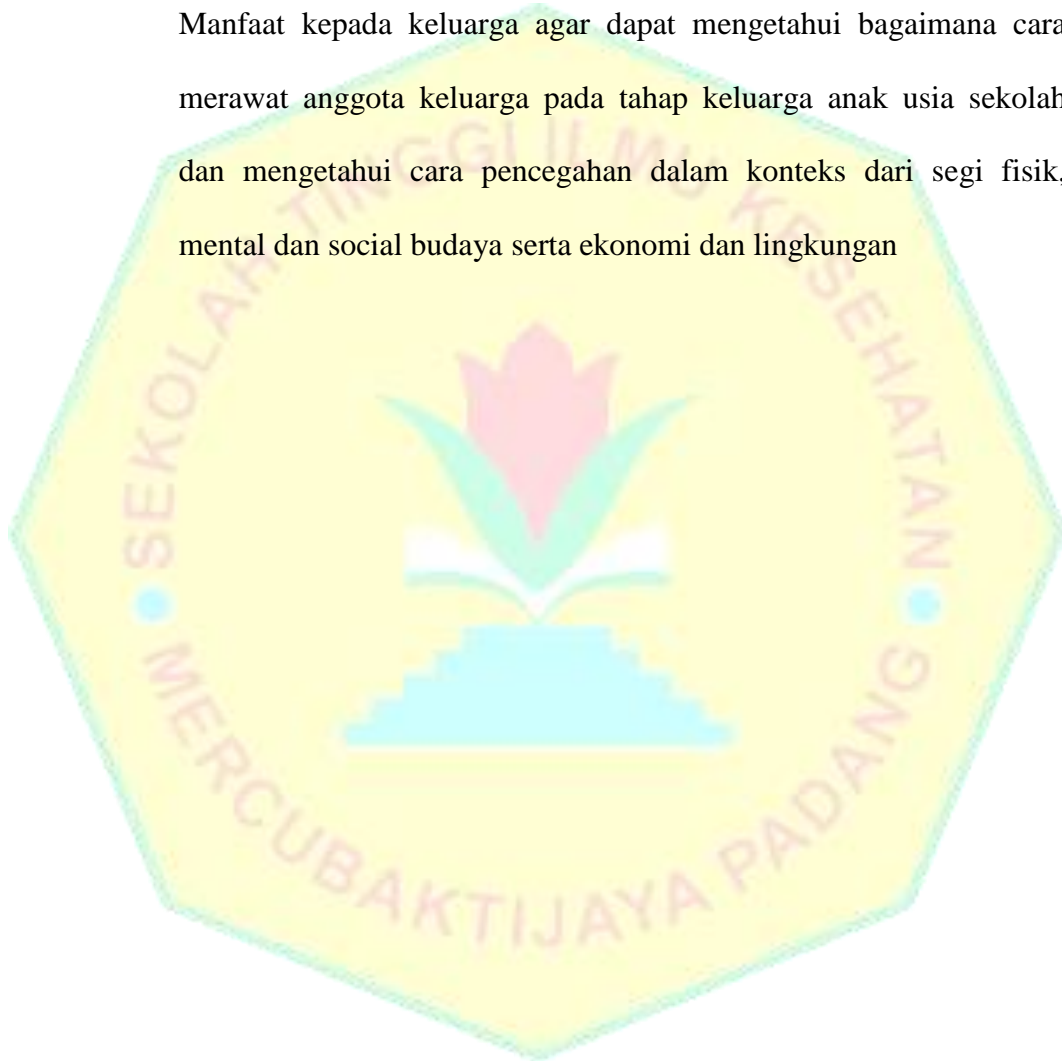 Manfaat kepada keluarga agar dapat mengetahui bagaimana cara
merawat anggota keluarga pada tahap keluarga anak usia sekolah
dan mengetahui cara pencegahan dalam konteks dari segi fisik,
mental dan social budaya serta ekonomi dan lingkungan
SEKOLAH TINGGI ILMU KESEHATAN
MERCUBAKTIJAYA PADANG